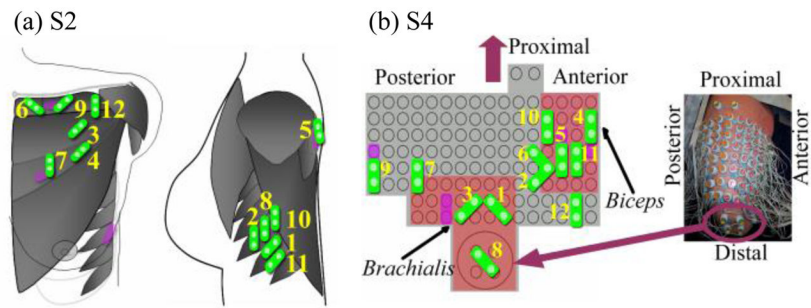 (a) S2
6
9
12
3
7
4
5
8
2
10
1
11
(b) S4
Proximal
Posterior
Anterior
10
4
5
6
11
9
7
2
3
1
12
Biceps
Brachialis
8
Proximal
Posterior
Anterior
Distal